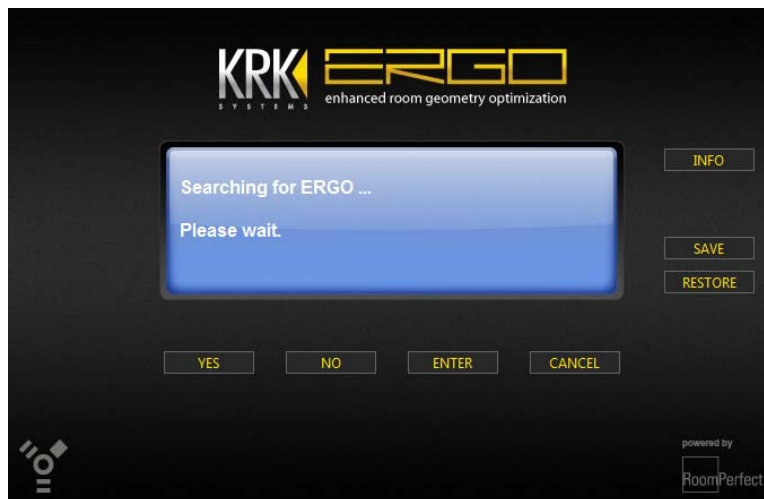 KRK ERGO
SYSTEMS
enhanced room geometry optimization
INFO
Searching for ERGO ...
Please wait.
SAVE
RESTORE
YES NO ENTER CANCEL
powered by
RoomPerfect